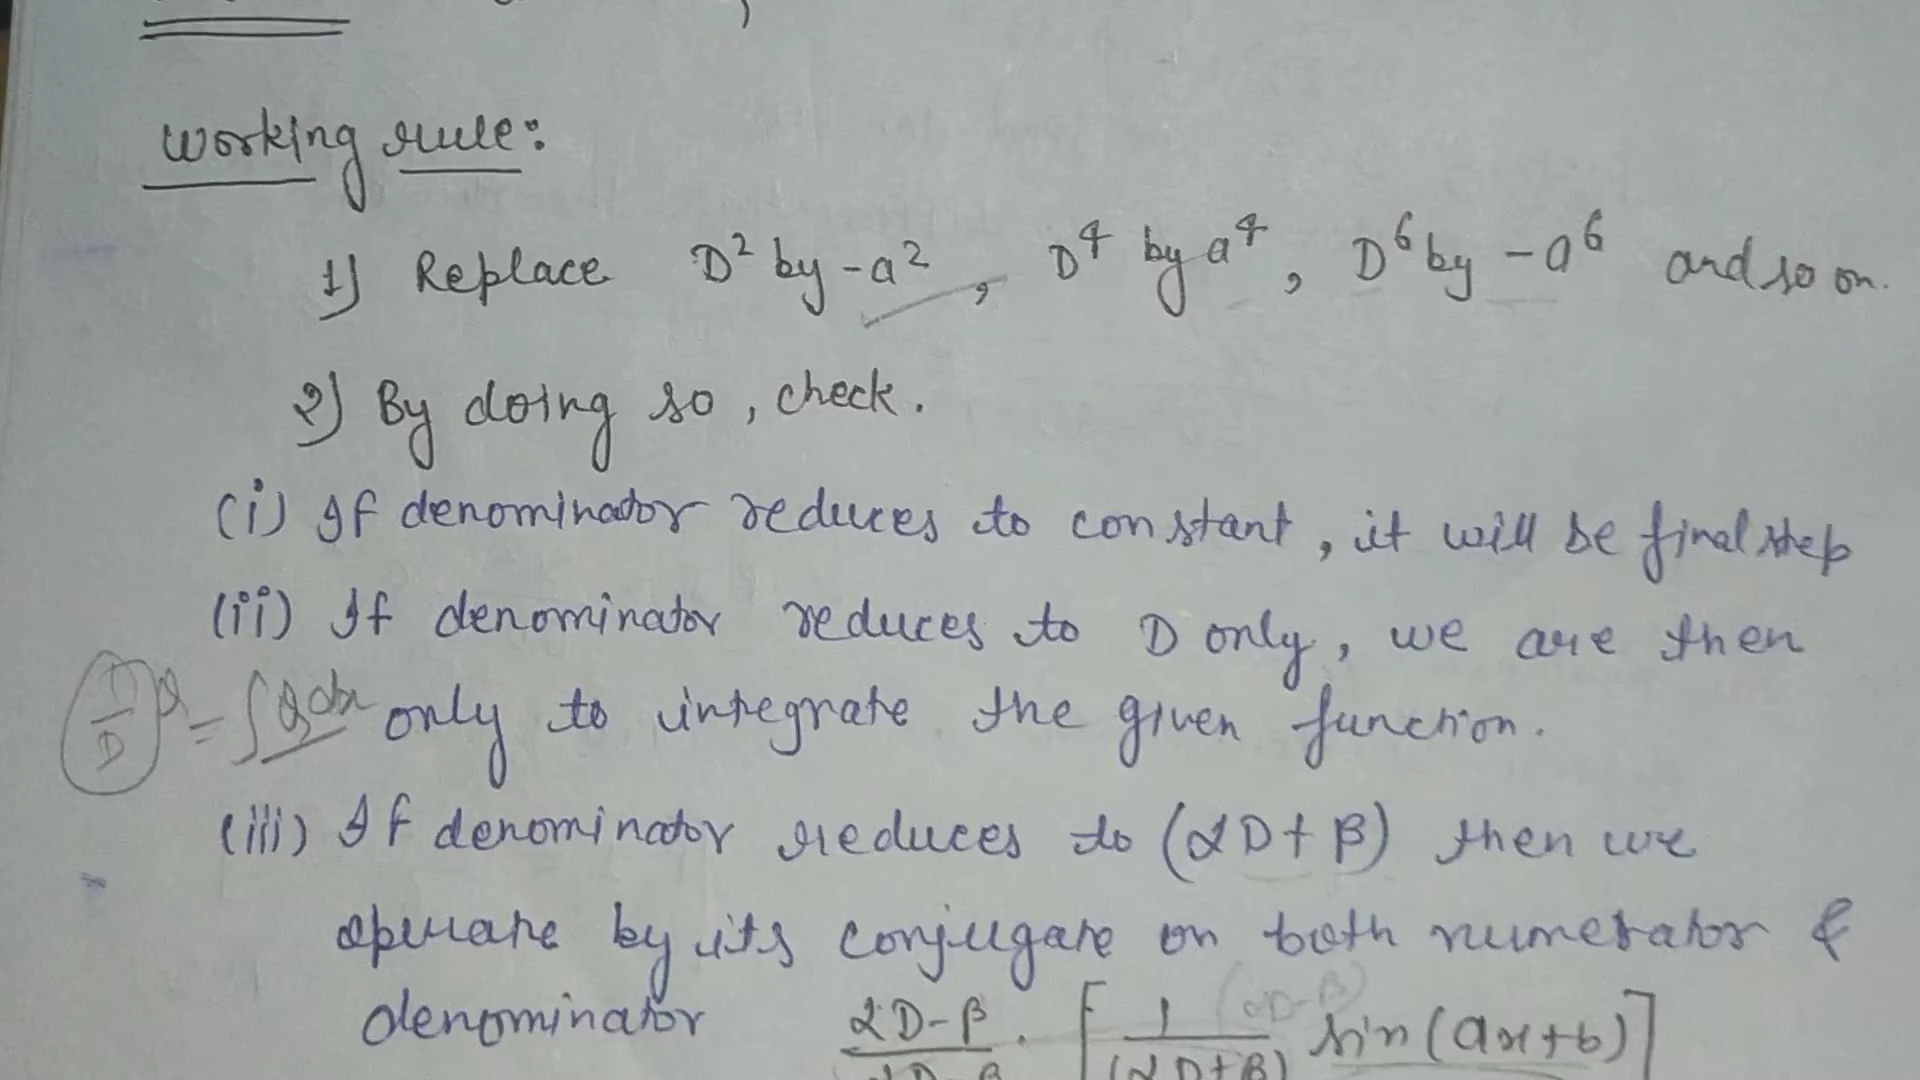 Working rule:
1) Replace D² by -a², D⁴ by a⁴, D⁶ by -a⁶ and so on.
2) By doing so, check.
(i) If denominator reduces to constant, it will be final step
(ii) If denominator reduces to D only, we are then
only to integrate the given function.
(iii) If denominator reduces to (αD+β) then we
operate by its conjugate on both numerator &
denominator αD-β . [ 1 / (αD+β) sin(ax+b) ]